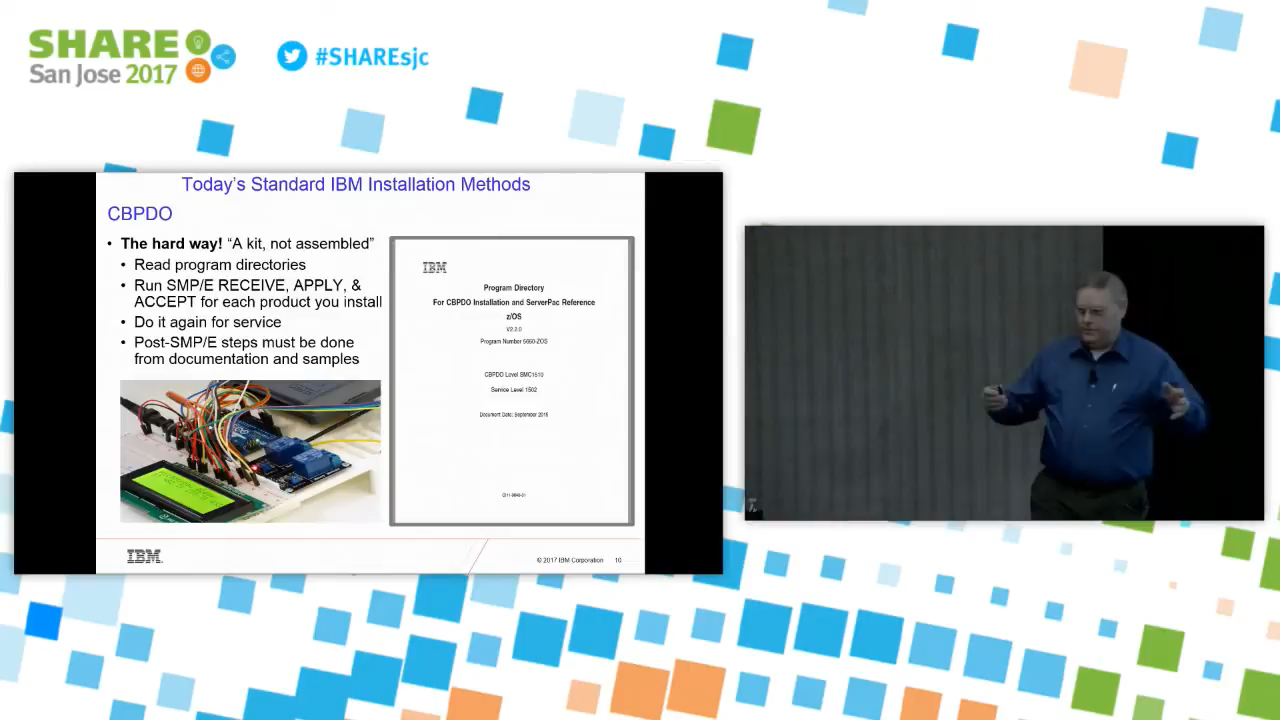 SHARE
San Jose 2017
#SHAREsjc
Today's Standard IBM Installation Methods
CBPDO
• The hard way! “A kit, not assembled”
• Read program directories
• Run SMP/E RECEIVE, APPLY, &
ACCEPT for each product you install
• Do it again for service
• Post-SMP/E steps must be done
from documentation and samples
IBM
Program Directory
For CBPDO Installation and ServerPac Reference
z/OS
V2.2.0
Program Number 5650-ZOS
CBPDO Level SMC1510
Service Level 1502
Document Date: September 2015
IBM
© 2017 IBM Corporation 10